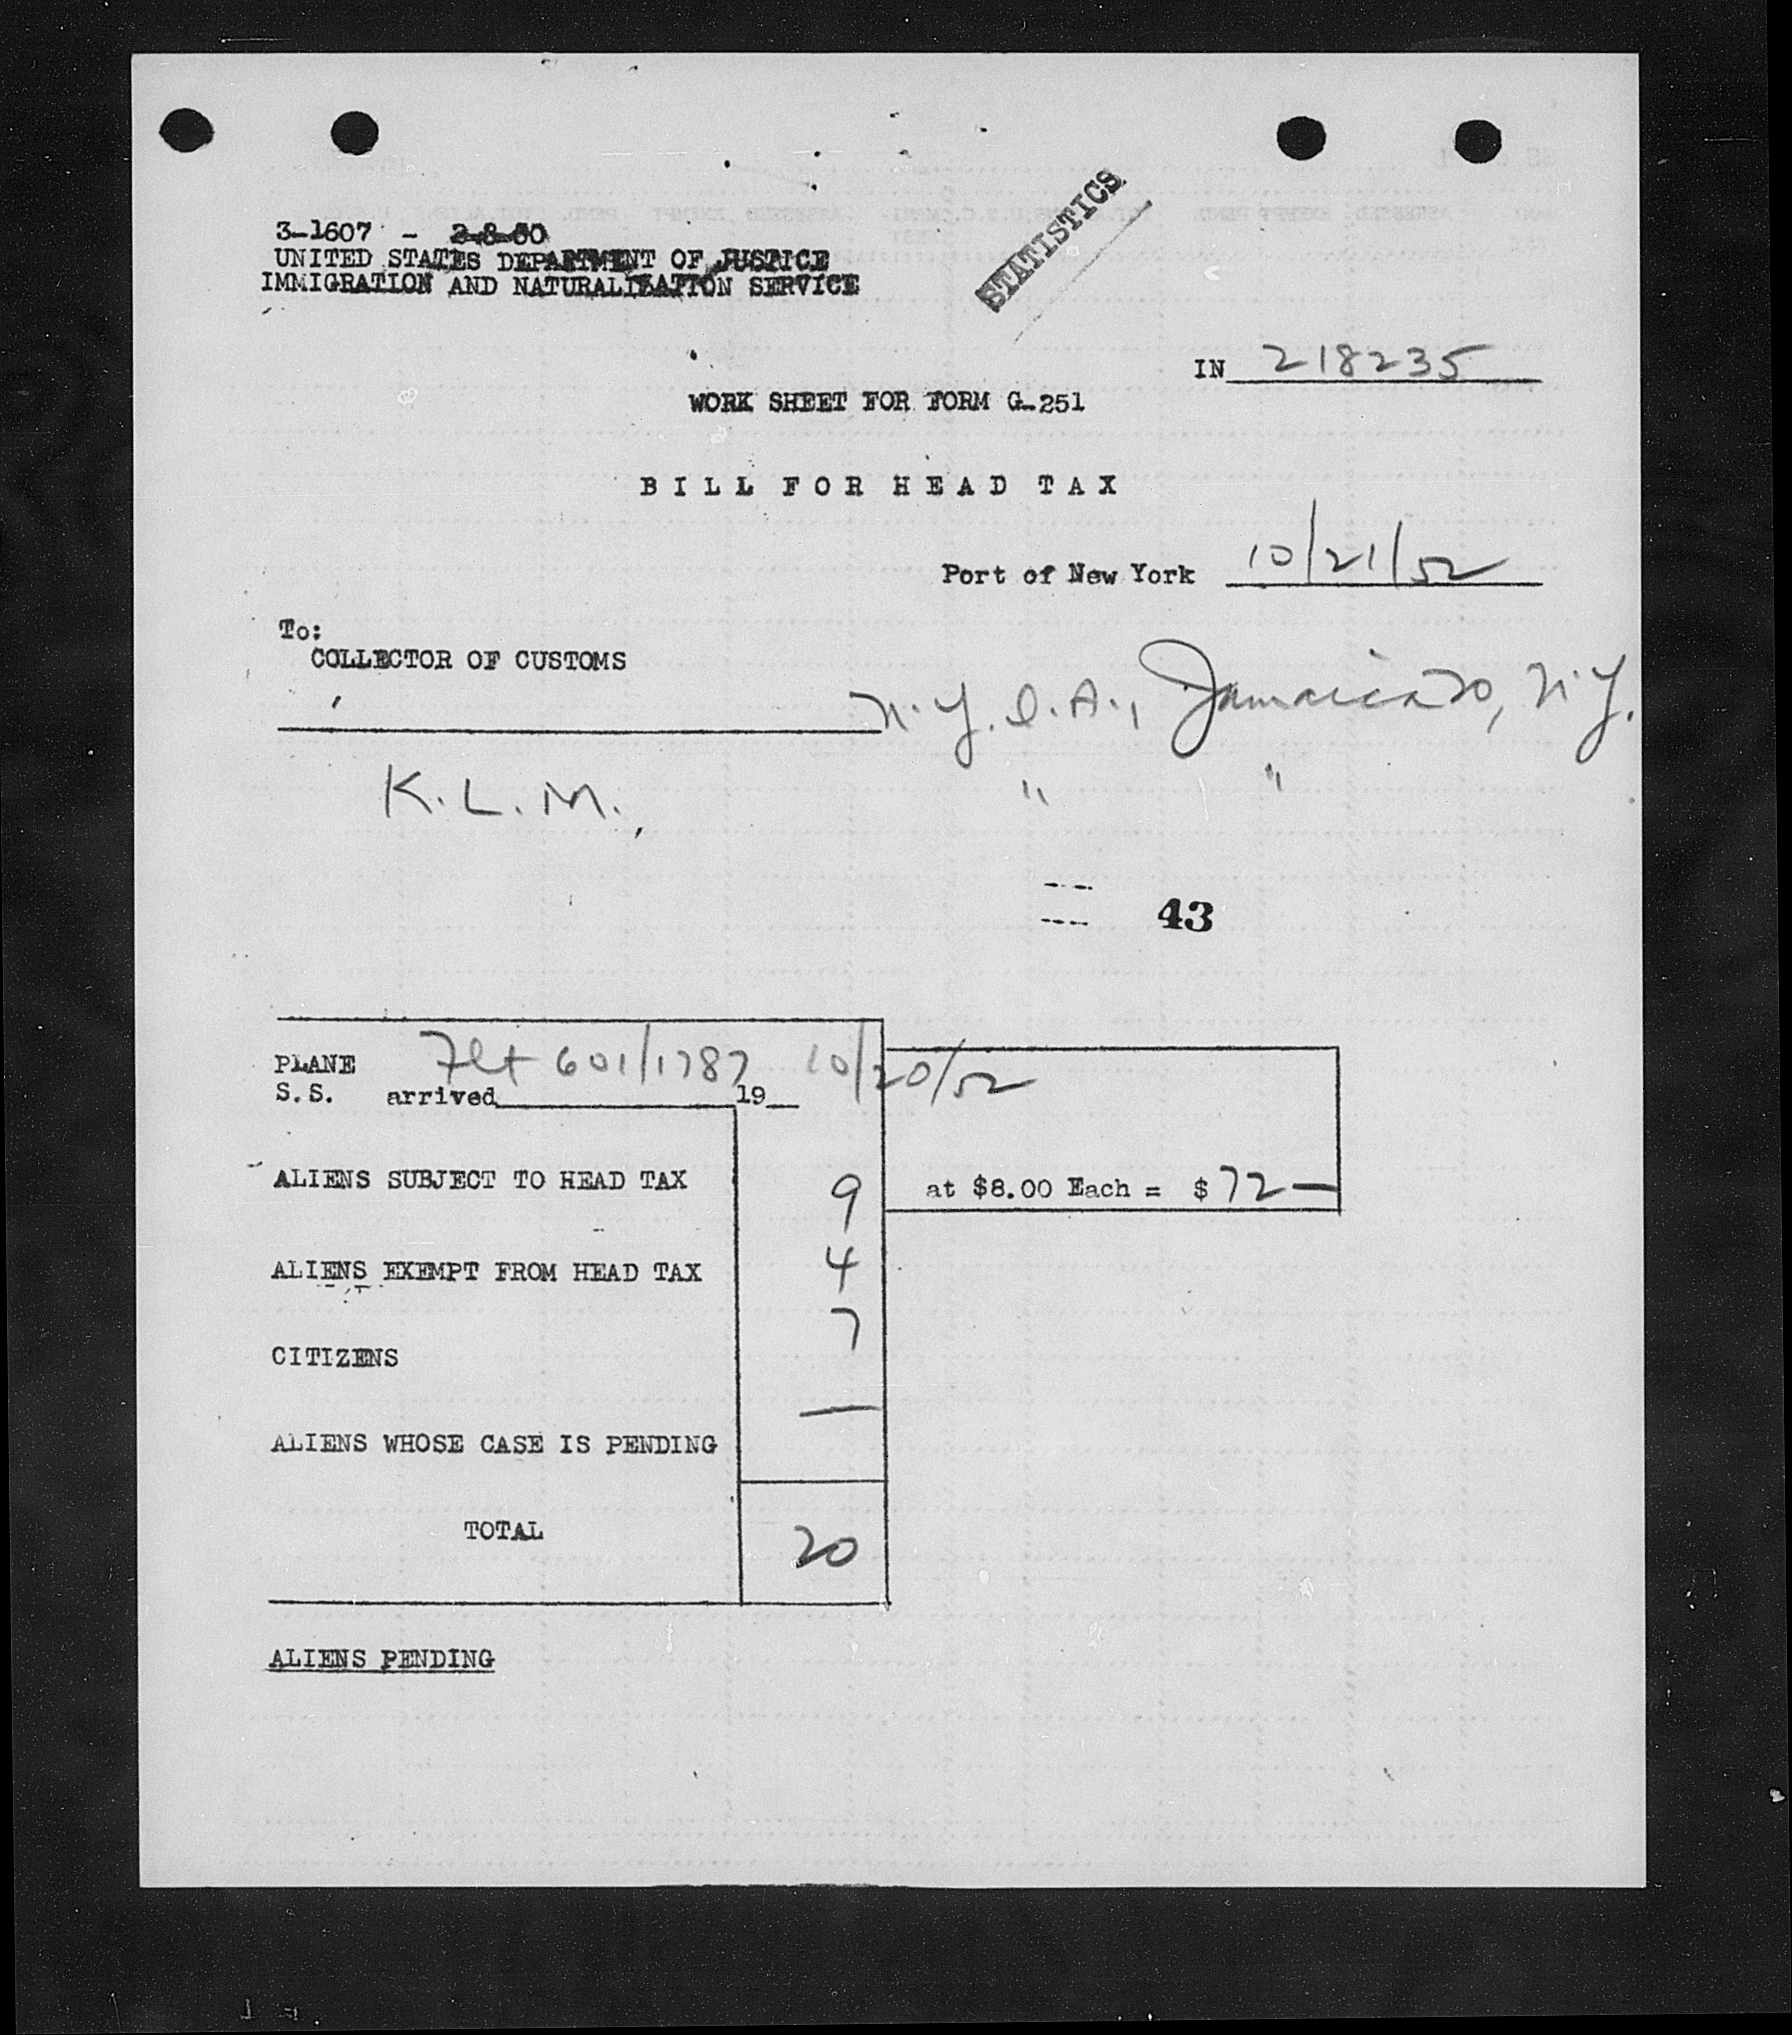 3-1607 - 2-8-50
UNITED STATES DEPARTMENT OF JUSTICE
IMMIGRATION AND NATURALIZATION SERVICE
STATISTICS
IN 218235
WORK SHEET FOR FORM G-251
BILL FOR HEAD TAX
Port of New York 10/21/52
To:
COLLECTOR OF CUSTOMS
N.Y.I.A., Jamaica 30, N.Y.
K.L.M., " "
43
PLANE Flt 601/1787 10/20/52
S.S. arrived 19
ALIENS SUBJECT TO HEAD TAX 9 at $8.00 Each = $ 72 —
ALIENS EXEMPT FROM HEAD TAX 4
CITIZENS 7
ALIENS WHOSE CASE IS PENDING —
TOTAL 20
ALIENS PENDING